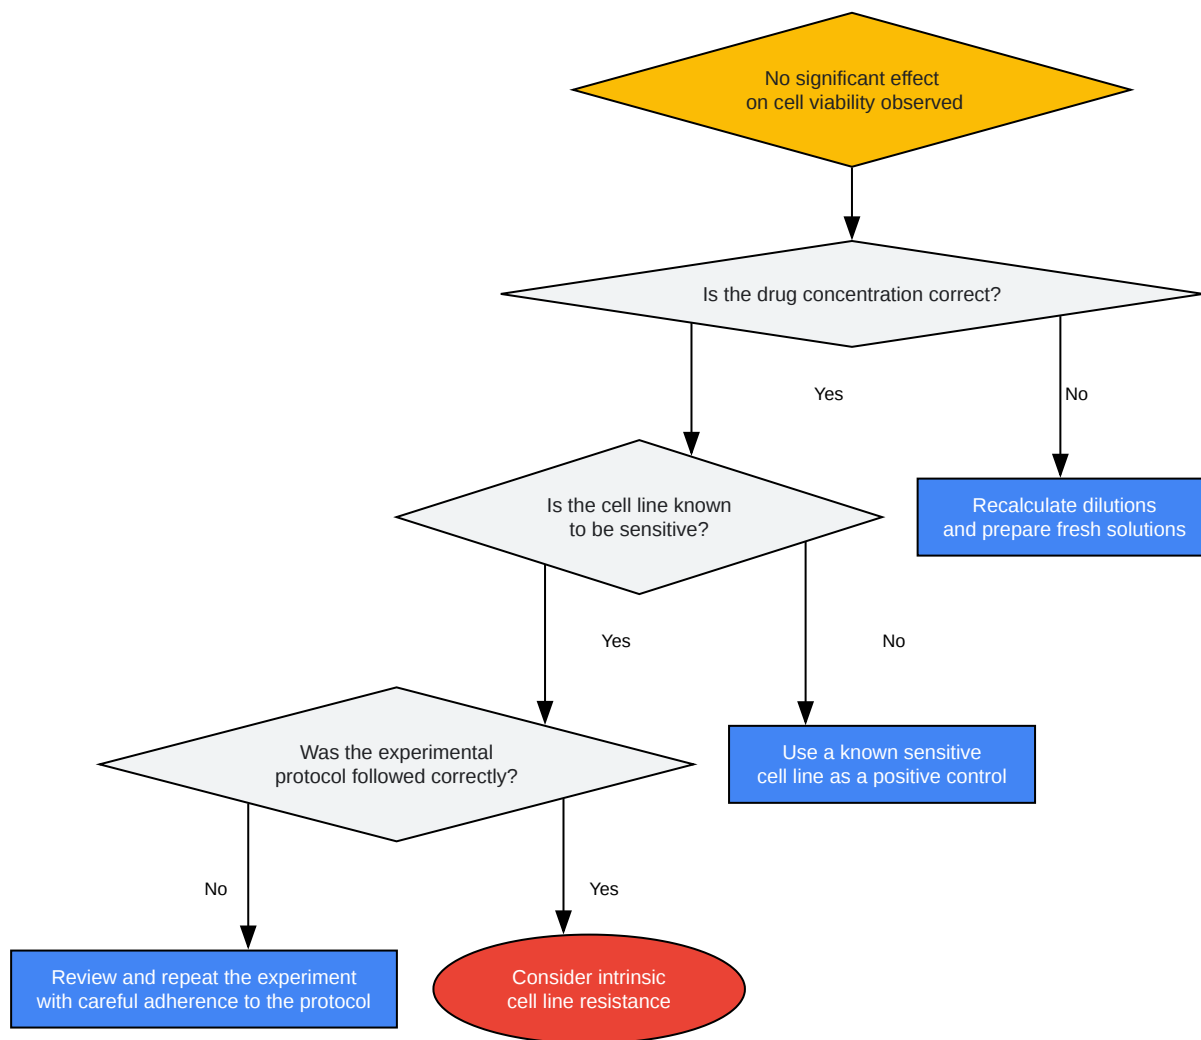 No significant effect
on cell viability observed
Is the drug concentration correct?
Yes
No
Is the cell line known
to be sensitive?
Recalculate dilutions
and prepare fresh solutions
Yes
No
Was the experimental
protocol followed correctly?
Use a known sensitive
cell line as a positive control
No
Yes
Review and repeat the experiment
with careful adherence to the protocol
Consider intrinsic
cell line resistance